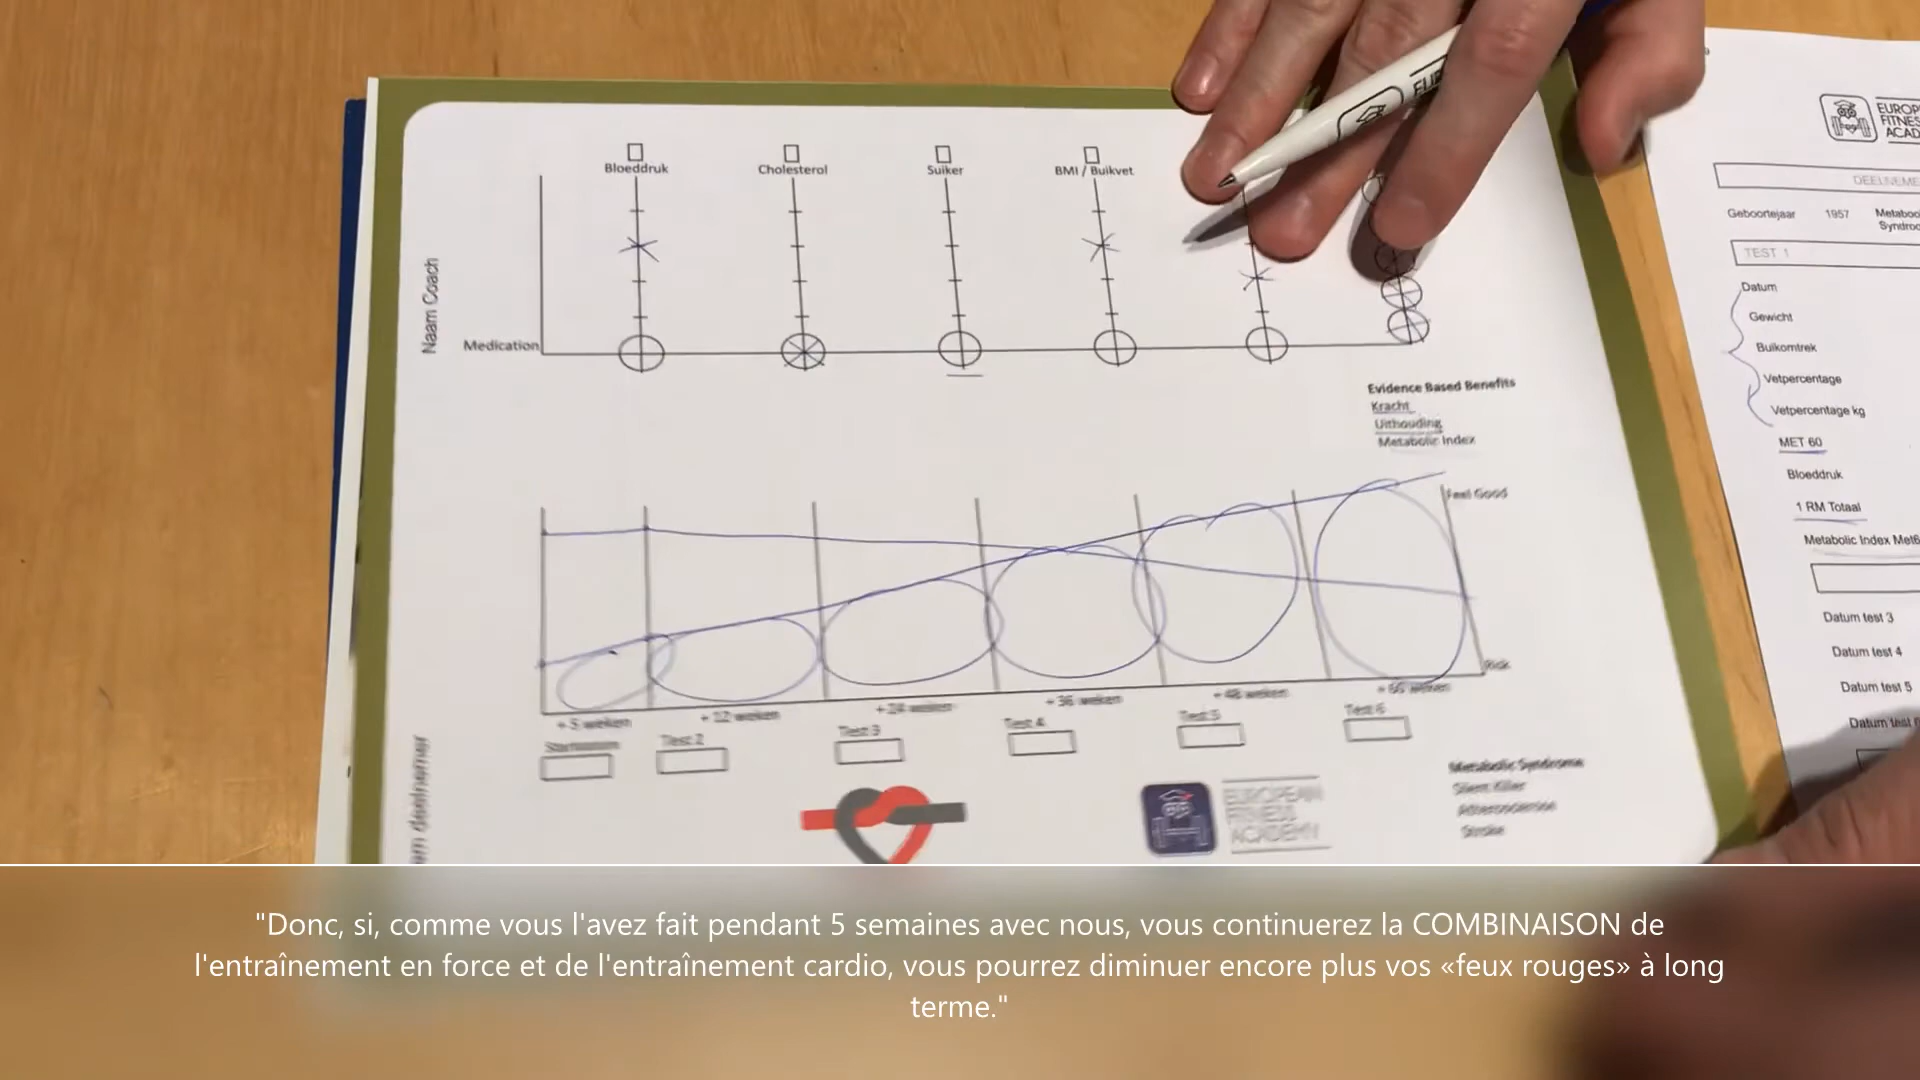 Bloeddruk
Cholesterol
Suiker
BMI / Buikvet
Naam Coach
Medication
Evidence Based Benefits
Kracht
Uithouding
Metabolic Index
Feel Good
Risk
+ 5 weken
+ 12 weken
+ 24 weken
+ 36 weken
+ 48 weken
Test 2
Test 3
Test 4
Test 5
Test 6
deelnemer
EUROPEAN
FITNESS
ACADEMY
Metabolic Syndrome
Silent Killer
Atherosclerose
Stroke
Geboortejaar 1957
TEST 1
Datum
Gewicht
Buikomtrek
Vetpercentage
Vetpercentage kg
MET 60
Bloeddruk
1 RM Totaal
Metabolic Index
Datum test 3
Datum test 4
Datum test 5
"Donc, si, comme vous l'avez fait pendant 5 semaines avec nous, vous continuerez la COMBINAISON de
l'entraînement en force et de l'entraînement cardio, vous pourrez diminuer encore plus vos «feux rouges» à long
terme."